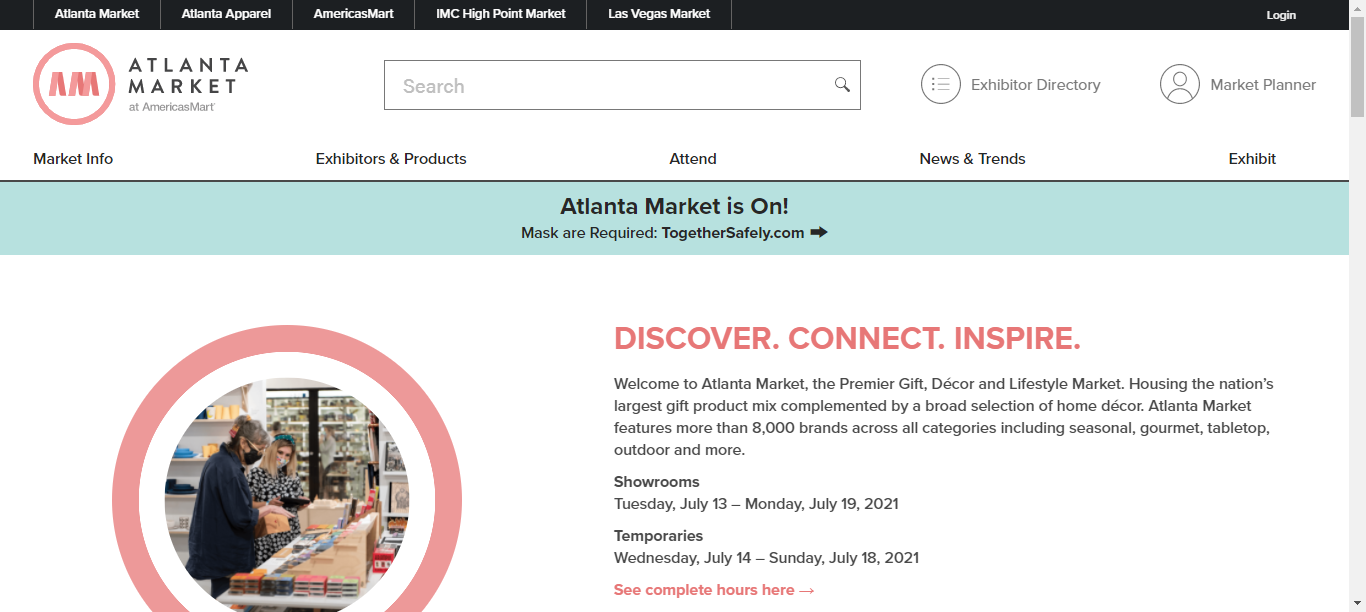 Atlanta Market
Atlanta Apparel
AmericasMart
IMC High Point Market
Las Vegas Market
Login
ATLANTA
MARKET
at AmericasMart
Search
Exhibitor Directory
Market Planner
Market Info
Exhibitors & Products
Attend
News & Trends
Exhibit
Atlanta Market is On!
Mask are Required: TogetherSafely.com
DISCOVER. CONNECT. INSPIRE.
Welcome to Atlanta Market, the Premier Gift, Décor and Lifestyle Market. Housing the nation’s
largest gift product mix complemented by a broad selection of home décor. Atlanta Market
features more than 8,000 brands across all categories including seasonal, gourmet, tabletop,
outdoor and more.
Showrooms
Tuesday, July 13 – Monday, July 19, 2021
Temporaries
Wednesday, July 14 – Sunday, July 18, 2021
See complete hours here →